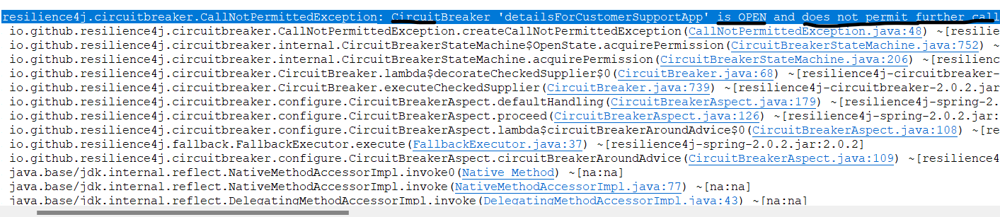 resilience4j.circuitbreaker.CallNotPermittedException: CircuitBreaker 'detailsForCustomerSupportApp' is OPEN and does not permit further call
io.github.resilience4j.circuitbreaker.CallNotPermittedException.createCallNotPermittedException(CallNotPermittedException.java:48) ~[resilie
io.github.resilience4j.circuitbreaker.internal.CircuitBreakerStateMachine$OpenState.acquirePermission(CircuitBreakerStateMachine.java:752) ~
io.github.resilience4j.circuitbreaker.internal.CircuitBreakerStateMachine.acquirePermission(CircuitBreakerStateMachine.java:206) ~[resilienc
io.github.resilience4j.circuitbreaker.CircuitBreaker.lambda$decorateCheckedSupplier$0(CircuitBreaker.java:68) ~[resilience4j-circuitbreaker-
io.github.resilience4j.circuitbreaker.CircuitBreaker.executeCheckedSupplier(CircuitBreaker.java:739) ~[resilience4j-circuitbreaker-2.0.2.jar
io.github.resilience4j.circuitbreaker.configure.CircuitBreakerAspect.defaultHandling(CircuitBreakerAspect.java:179) ~[resilience4j-spring-2.
io.github.resilience4j.circuitbreaker.configure.CircuitBreakerAspect.proceed(CircuitBreakerAspect.java:126) ~[resilience4j-spring-2.0.2.jar:
io.github.resilience4j.circuitbreaker.configure.CircuitBreakerAspect.lambda$circuitBreakerAroundAdvice$0(CircuitBreakerAspect.java:108) ~[re
io.github.resilience4j.fallback.FallbackExecutor.execute(FallbackExecutor.java:37) ~[resilience4j-spring-2.0.2.jar:2.0.2]
io.github.resilience4j.circuitbreaker.configure.CircuitBreakerAspect.circuitBreakerAroundAdvice(CircuitBreakerAspect.java:109) ~[resilience4
java.base/jdk.internal.reflect.NativeMethodAccessorImpl.invoke0(Native Method) ~[na:na]
java.base/jdk.internal.reflect.NativeMethodAccessorImpl.invoke(NativeMethodAccessorImpl.java:77) ~[na:na]
java.base/jdk.internal.reflect.DelegatingMethodAccessorImpl.invoke(DelegatingMethodAccessorImpl.java:43) ~[na:na]